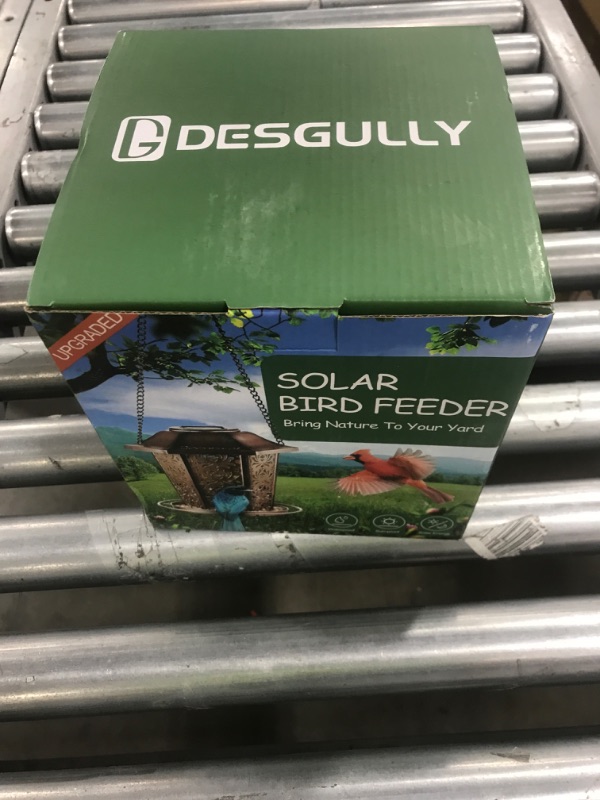 DESGULLY
UPGRADED
SOLAR
BIRD FEEDER
Bring Nature To Your Yard